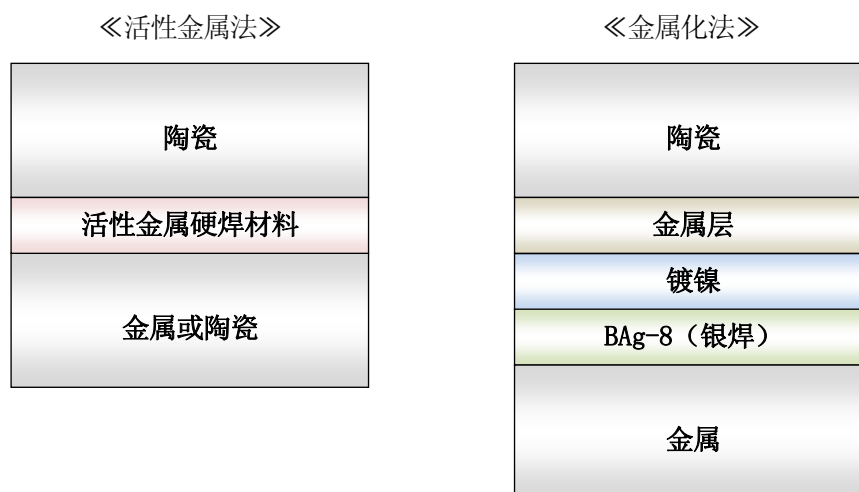 ≪活性金属法≫
陶瓷
活性金属硬焊材料
金属或陶瓷
≪金属化法≫
陶瓷
金属层
镀镍
BAg-8（银焊）
金属